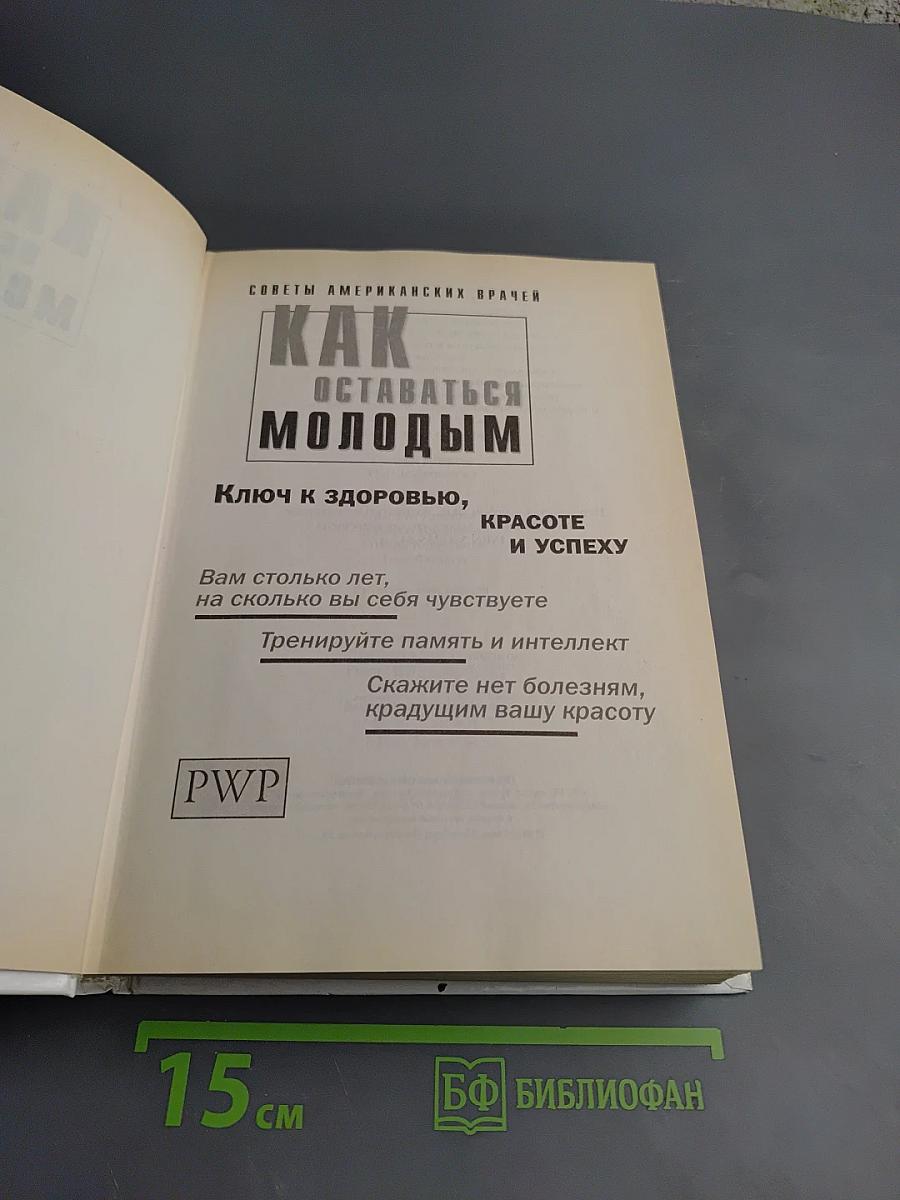 СОВЕТЫ АМЕРИКАНСКИХ ВРАЧЕЙ
КАК
ОСТАВАТЬСЯ
МОЛОДЫМ
КЛЮЧ К ЗДОРОВЬЮ,
КРАСОТЕ
И УСПЕХУ
Вам столько лет,
на сколько вы себя чувствуете
Тренируйте память и интеллект
Скажите нет болезням,
крадущим вашу красоту
PWP
15 см
БФ БИБЛИОФАН